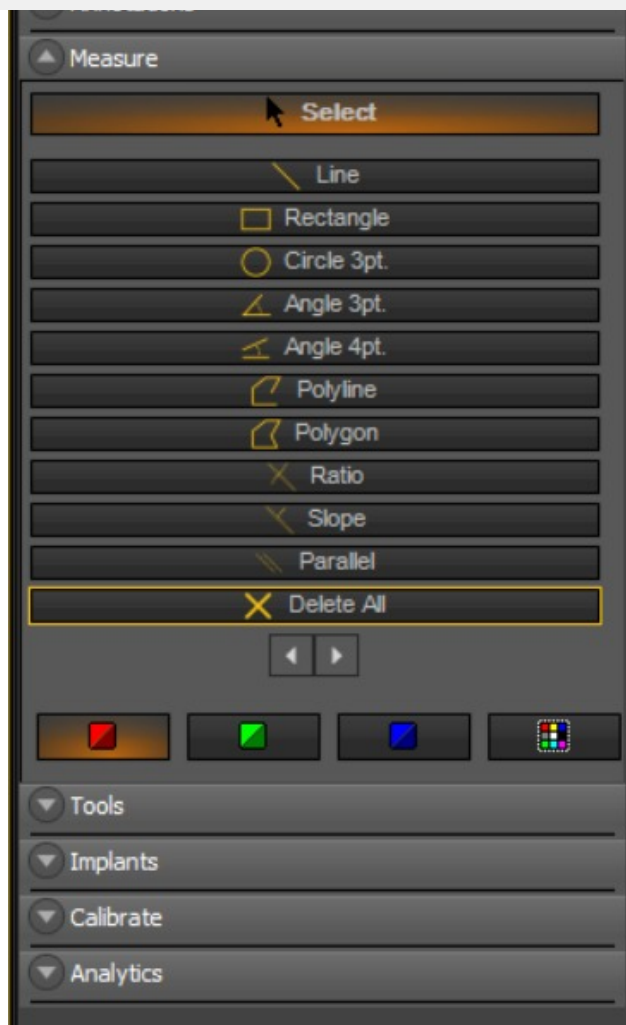 Measure
Select
Line
Rectangle
Circle 3pt.
Angle 3pt.
Angle 4pt.
Polyline
Polygon
Ratio
Slope
Parallel
Delete All
Tools
Implants
Calibrate
Analytics